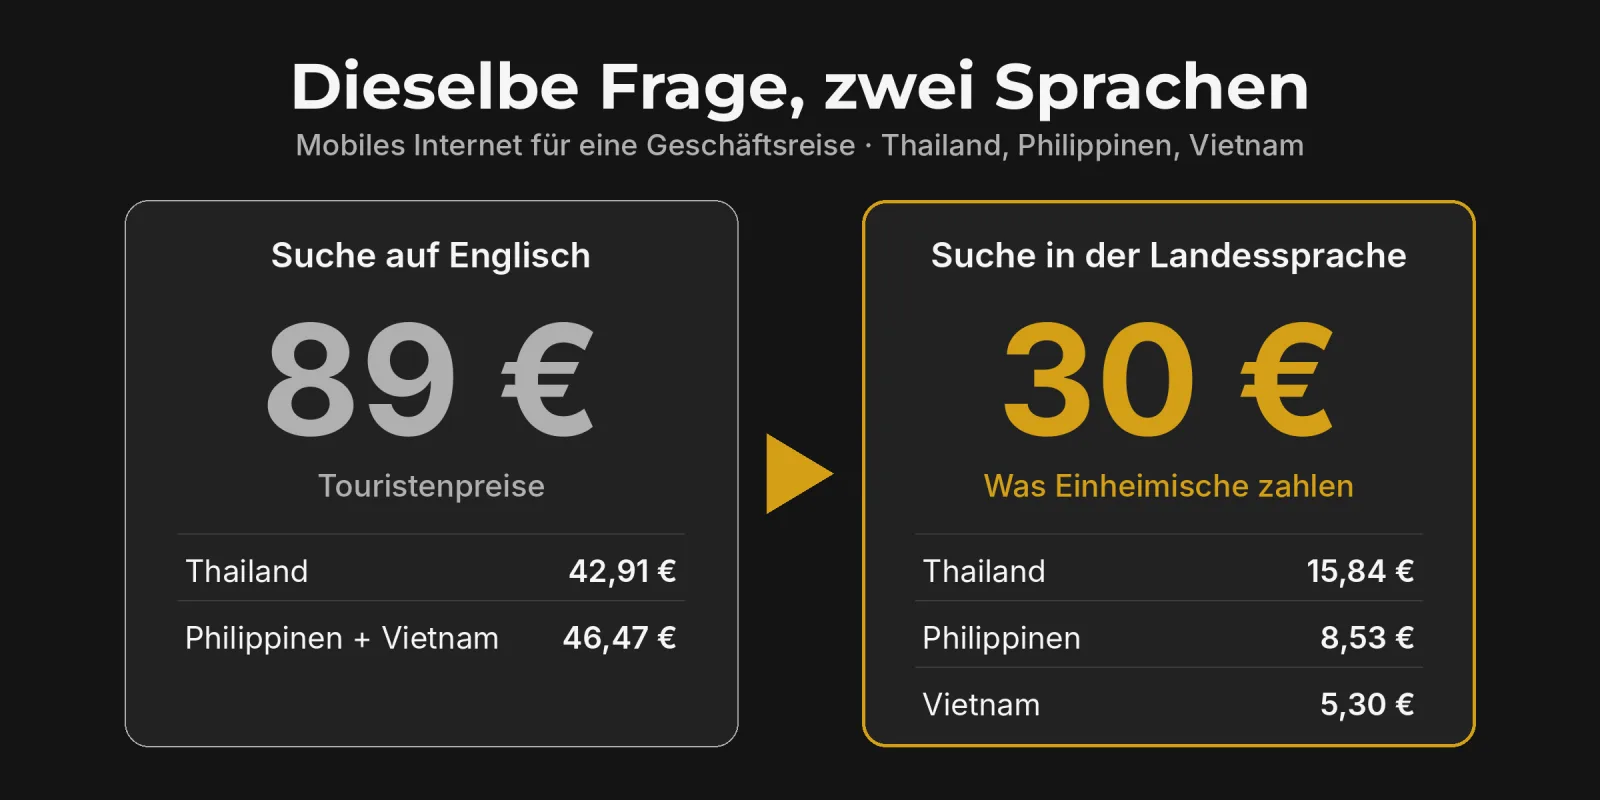 Dieselbe Frage, zwei Sprachen
Mobiles Internet für eine Geschäftsreise · Thailand, Philippinen, Vietnam
Suche auf Englisch
89 €
Touristenpreise
Thailand 42,91 €
Philippinen + Vietnam 46,47 €
Suche in der Landessprache
30 €
Was Einheimische zahlen
Thailand 15,84 €
Philippinen 8,53 €
Vietnam 5,30 €